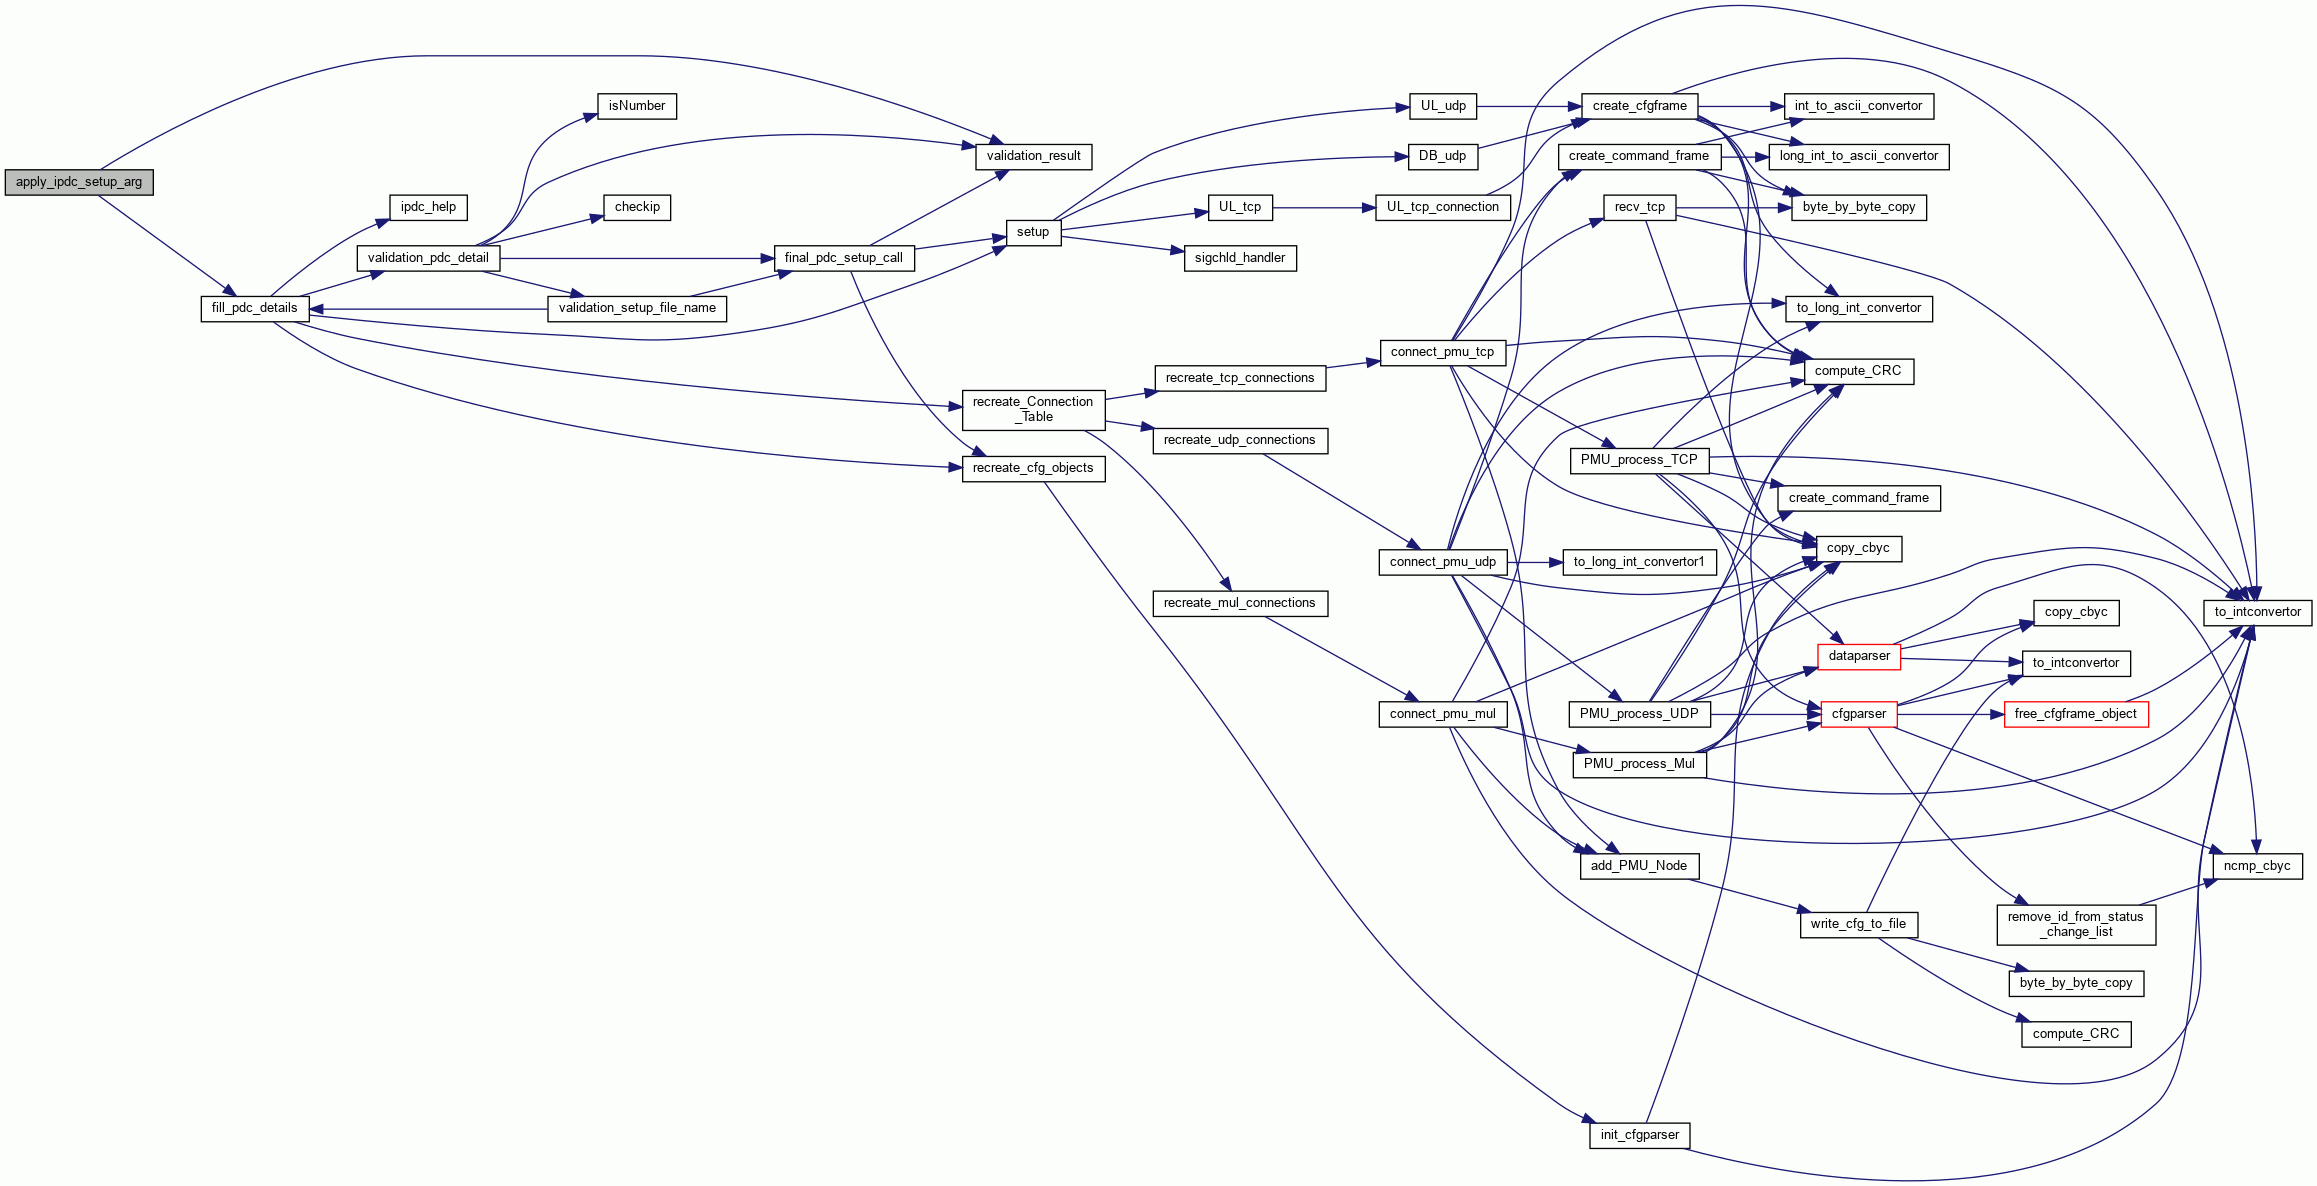 apply_ipdc_setup_arg
fill_pdc_details
ipdc_help
validation_pdc_detail
isNumber
checkip
validation_setup_file_name
final_pdc_setup_call
validation_result
setup
recreate_Connection
_Table
recreate_cfg_objects
UL_tcp
sigchld_handler
recreate_tcp_connections
recreate_udp_connections
recreate_mul_connections
UL_udp
DB_udp
UL_tcp_connection
connect_pmu_tcp
connect_pmu_udp
connect_pmu_mul
create_cfgframe
create_command_frame
recv_tcp
PMU_process_TCP
to_long_int_convertor1
PMU_process_UDP
PMU_process_Mul
add_PMU_Node
init_cfgparser
int_to_ascii_convertor
long_int_to_ascii_convertor
byte_by_byte_copy
to_long_int_convertor
compute_CRC
create_command_frame
copy_cbyc
dataparser
cfgparser
write_cfg_to_file
copy_cbyc
to_intconvertor
free_cfgframe_object
remove_id_from_status
_change_list
byte_by_byte_copy
compute_CRC
to_intconvertor
ncmp_cbyc